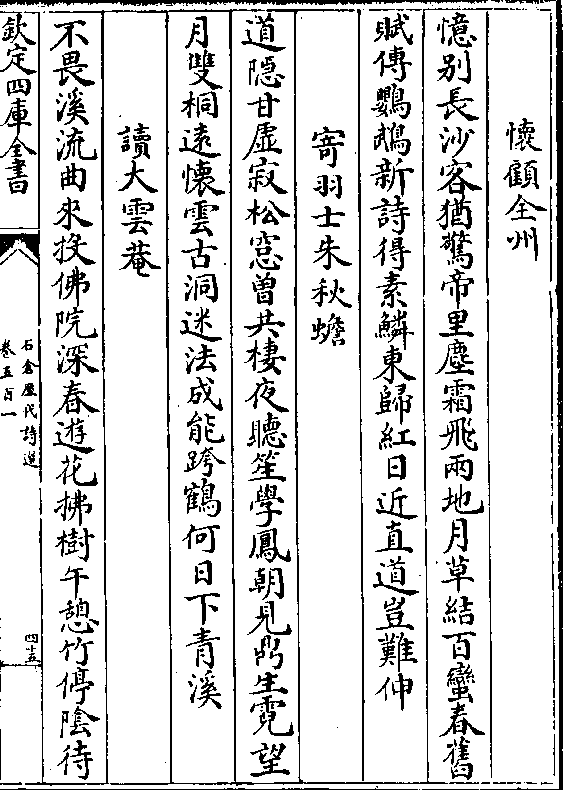 懷顧全州
憶别長沙客猶驚帝里塵霜飛兩地月草結百蠻春舊
賦傳鸚鵡新詩得素鱗東歸紅日近直道豈難伸
寄羽士朱秋蟾
道隐甘虛寂松窓曽共棲夜聽笙學鳳朝見𪔂生霓望
月雙桐逺懷雲古洞迷法成能跨鶴何日下青溪
讀大雲菴
不畏溪流曲來投佛院深春遊花拂樹午憩竹停陰待
欽定四庫全書
石倉歷代詩選
卷五百一
四十五